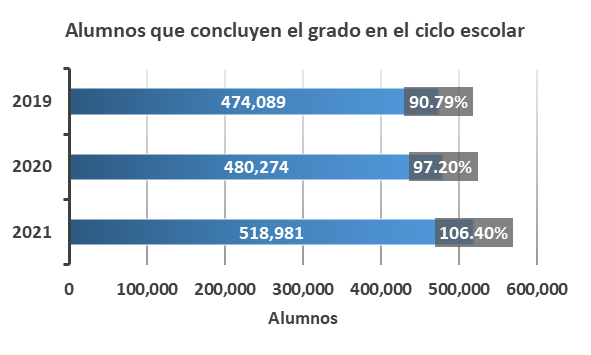 Alumnos que concluyen el grado en el ciclo escolar
2019 474,089 90.79%
2020 480,274 97.20%
2021 518,981 106.40%
0 100,000 200,000 300,000 400,000 500,000 600,000
Alumnos